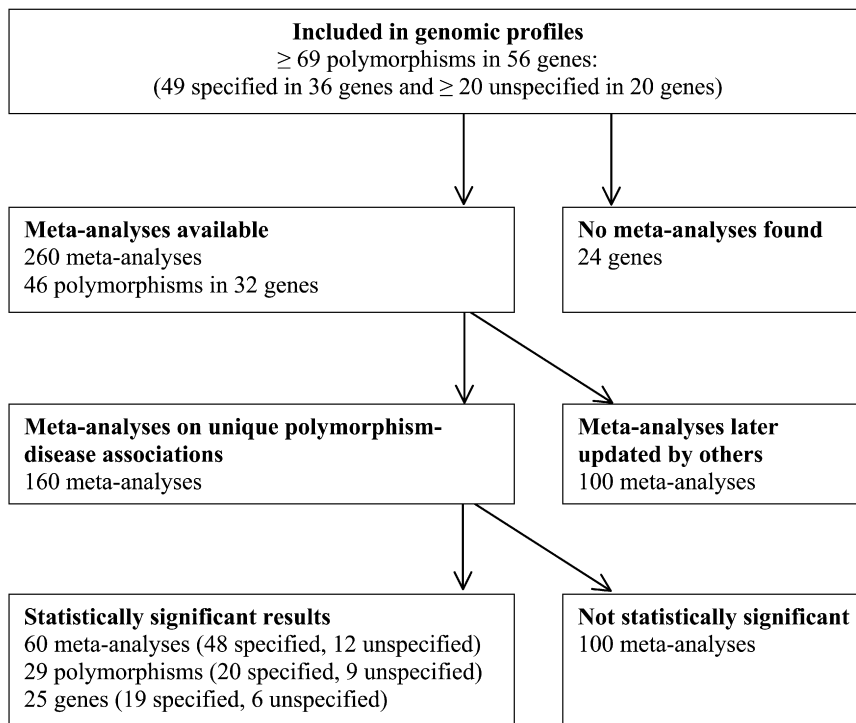 Included in genomic profiles
≥ 69 polymorphisms in 56 genes:
(49 specified in 36 genes and ≥ 20 unspecified in 20 genes)
Meta-analyses available
260 meta-analyses
46 polymorphisms in 32 genes
No meta-analyses found
24 genes
Meta-analyses on unique polymorphism-
disease associations
160 meta-analyses
Meta-analyses later
updated by others
100 meta-analyses
Statistically significant results
60 meta-analyses (48 specified, 12 unspecified)
29 polymorphisms (20 specified, 9 unspecified)
25 genes (19 specified, 6 unspecified)
Not statistically significant
100 meta-analyses